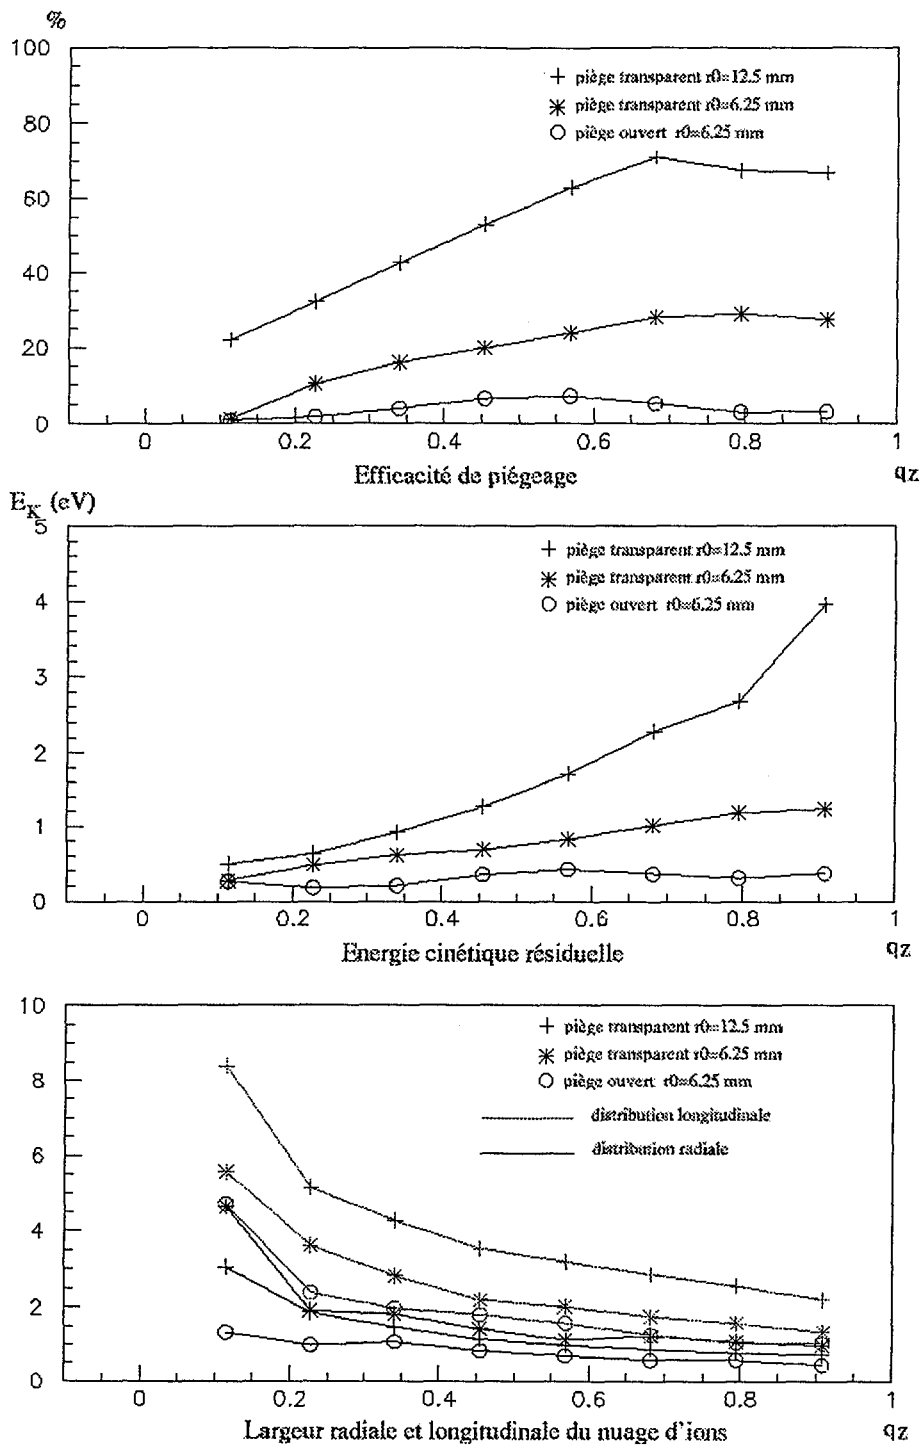 %
100
80
60
40
20
0
piège transparent r0=12.5 mm
piège transparent r0=6.25 mm
piège ouvert r0=6.25 mm
0 0.2 0.4 0.6 0.8 1
Efficacité de piégeage
qz
E_K (eV)
5
4
3
2
1
0
piège transparent r0=12.5 mm
piège transparent r0=6.25 mm
piège ouvert r0=6.25 mm
0 0.2 0.4 0.6 0.8 1
Energie cinétique résiduelle
qz
10
8
6
4
2
0
piège transparent r0=12.5 mm
piège transparent r0=6.25 mm
piège ouvert r0=6.25 mm
distribution longitudinale
distribution radiale
0 0.2 0.4 0.6 0.8 1
Largeur radiale et longitudinale du nuage d'ions
qz